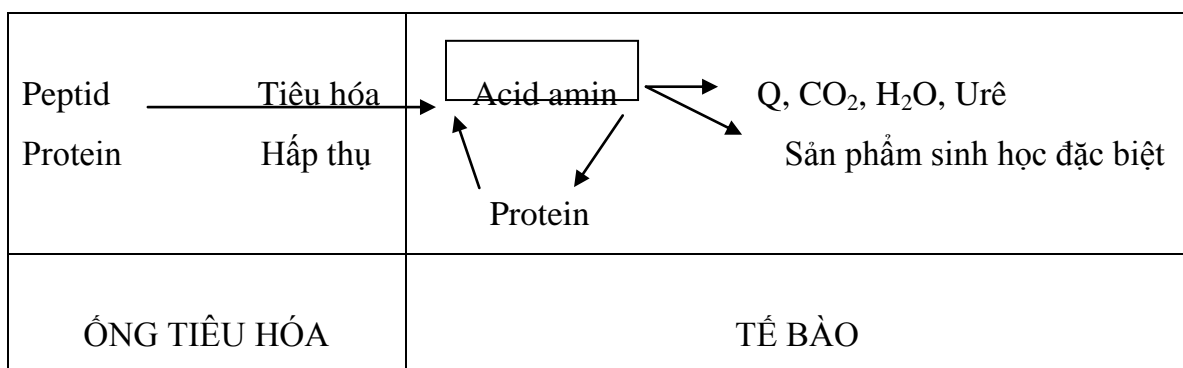 Peptid Tiêu hóa Acid amin Q, CO₂, H₂O, Urê
Protein Hấp thụ Sản phẩm sinh học đặc biệt
Protein
ỐNG TIÊU HÓA TẾ BÀO